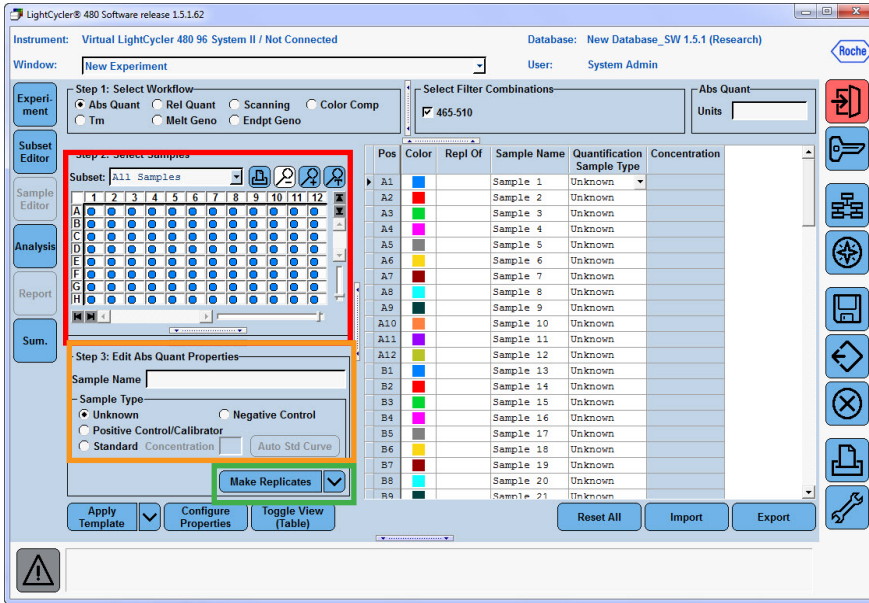 LightCycler® 480 Software release 1.5.1.62
Instrument: Virtual LightCycler 480 96 System II / Not Connected
Database: New Database_SW 1.5.1 (Research)
Roche
Window: New Experiment
User: System Admin
Experi-
ment
Subset
Editor
Sample
Editor
Analysis
Report
Sum.
Step 1: Select Workflow
Abs Quant Rel Quant Scanning Color Comp
Tm Melt Geno Endpt Geno
Select Filter Combinations
465-510
Abs Quant
Units
Step 2: Select Samples
Subset: All Samples
1 2 3 4 5 6 7 8 9 10 11 12
A
B
C
D
E
F
G
H
Step 3: Edit Abs Quant Properties
Sample Name
Sample Type
Unknown Negative Control
Positive Control/Calibrator
Standard Concentration Auto Std Curve
Make Replicates
Apply
Template
Configure
Properties
Toggle View
(Table)
Pos Color Repl Of Sample Name Quantification
Sample Type Concentration
A1 Sample 1 Unknown
A2 Sample 2 Unknown
A3 Sample 3 Unknown
A4 Sample 4 Unknown
A5 Sample 5 Unknown
A6 Sample 6 Unknown
A7 Sample 7 Unknown
A8 Sample 8 Unknown
A9 Sample 9 Unknown
A10 Sample 10 Unknown
A11 Sample 11 Unknown
A12 Sample 12 Unknown
B1 Sample 13 Unknown
B2 Sample 14 Unknown
B3 Sample 15 Unknown
B4 Sample 16 Unknown
B5 Sample 17 Unknown
B6 Sample 18 Unknown
B7 Sample 19 Unknown
B8 Sample 20 Unknown
B9 Sample 21 Unknown
Reset All Import Export